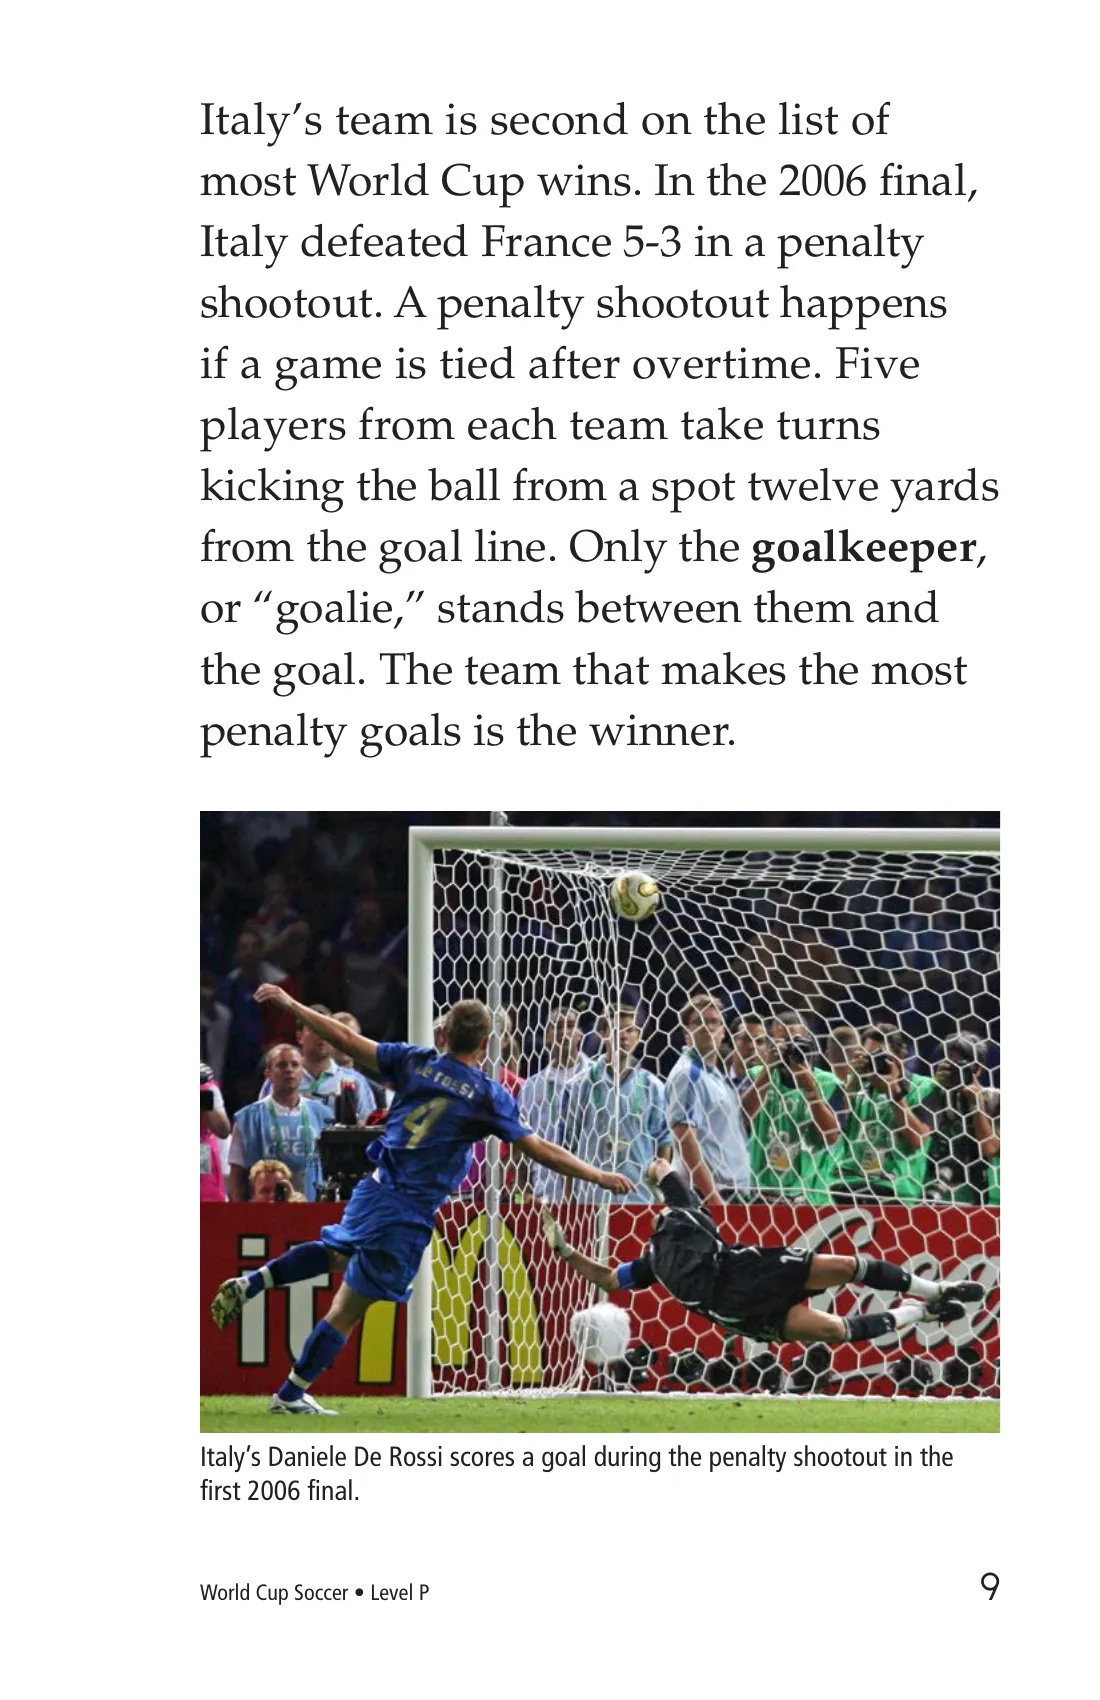 Italy’s team is second on the list of
most World Cup wins. In the 2006 final,
Italy defeated France 5-3 in a penalty
shootout. A penalty shootout happens
if a game is tied after overtime. Five
players from each team take turns
kicking the ball from a spot twelve yards
from the goal line. Only the goalkeeper,
or “goalie,” stands between them and
the goal. The team that makes the most
penalty goals is the winner.
De Rossi
4
16
it
Italy’s Daniele De Rossi scores a goal during the penalty shootout in the
first 2006 final.
World Cup Soccer • Level P
9